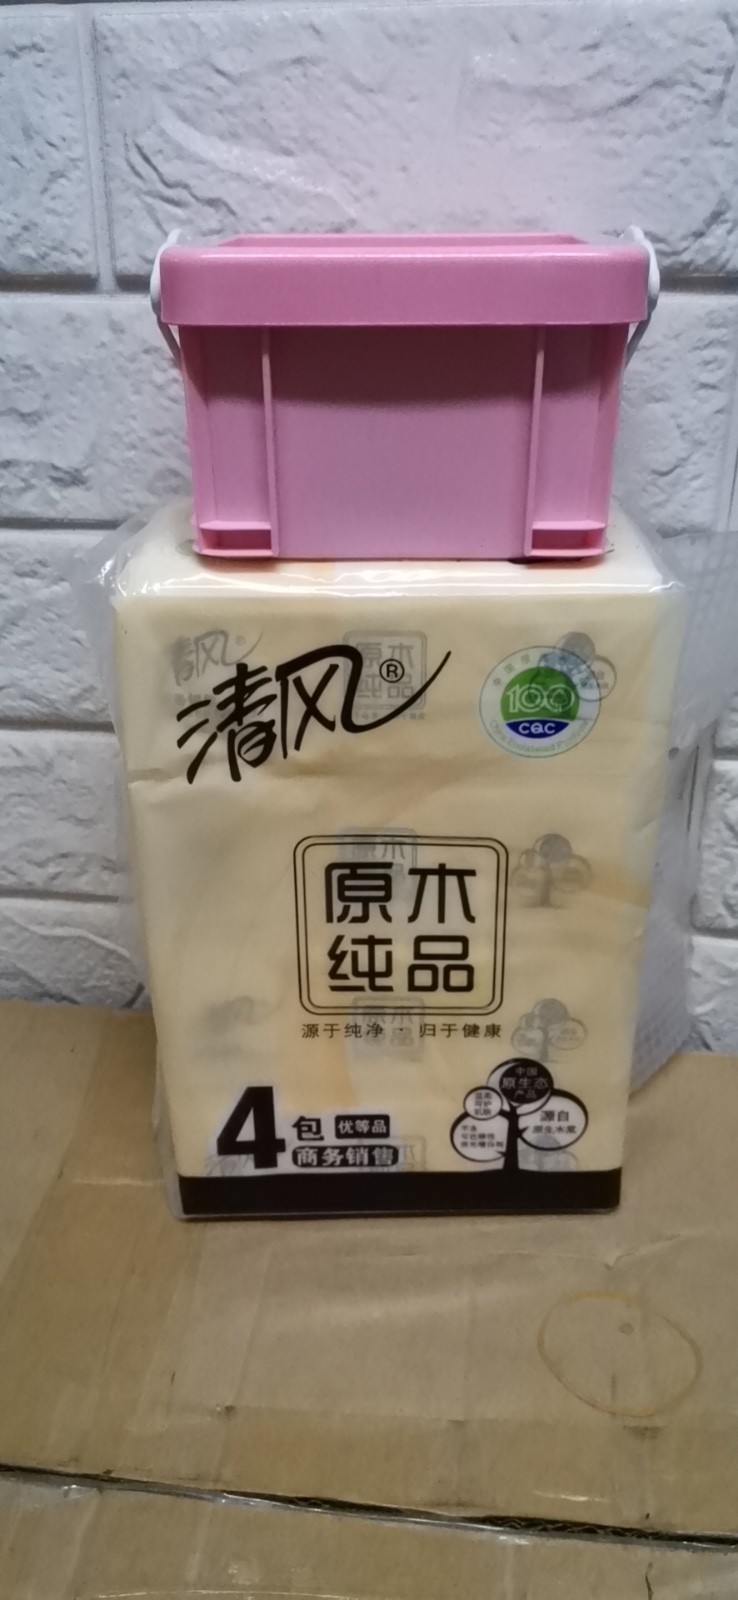 清风®
100
CQC
原木
纯品
源于纯净·归于健康
4包 优等品
商务销售
中国
原生态
产品
源自
原生木浆